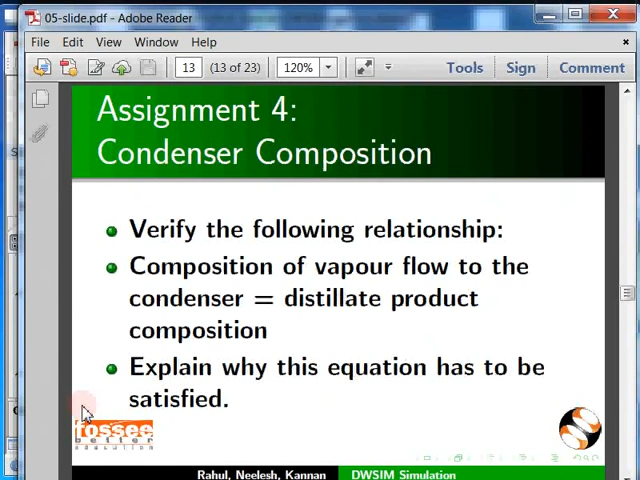 05-slide.pdf - Adobe Reader
File Edit View Window Help
13 (13 of 23) 120% Tools Sign Comment
Assignment 4:
Condenser Composition
Verify the following relationship:
Composition of vapour flow to the
condenser = distillate product
composition
Explain why this equation has to be
satisfied.
fossee
better
education
Rahul, Neelesh, Kannan DWSIM Simulation